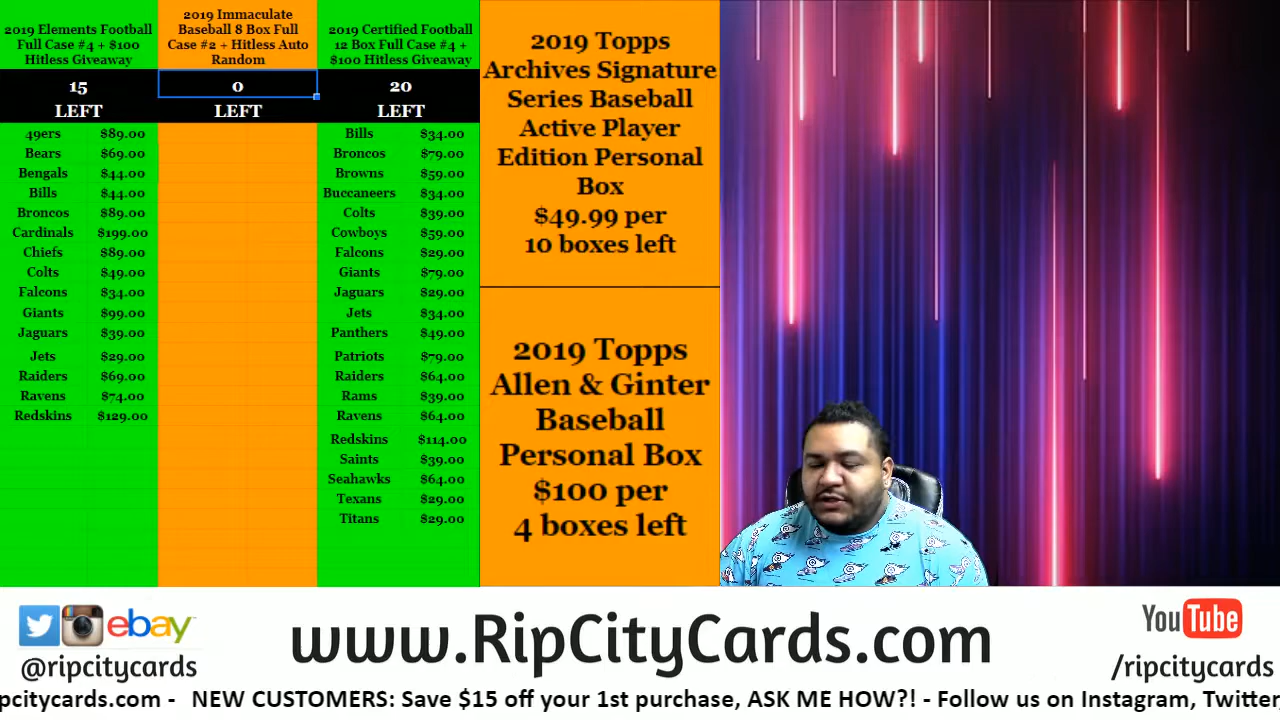 2019 Elements Football
Full Case #4 + $100
Hitless Giveaway
15
LEFT
49ers $89.00
Bears $69.00
Bengals $44.00
Bills $44.00
Broncos $89.00
Cardinals $199.00
Chiefs $89.00
Colts $49.00
Falcons $34.00
Giants $99.00
Jaguars $39.00
Jets $29.00
Raiders $69.00
Ravens $74.00
Redskins $129.00
2019 Immaculate
Baseball 8 Box Full
Case #2 + Hitless Auto
Random
0
LEFT
2019 Certified Football
12 Box Full Case #4 +
$100 Hitless Giveaway
20
LEFT
Bills $34.00
Broncos $79.00
Browns $59.00
Buccaneers $34.00
Colts $39.00
Cowboys $59.00
Falcons $29.00
Giants $79.00
Jaguars $29.00
Jets $34.00
Panthers $49.00
Patriots $79.00
Raiders $64.00
Rams $39.00
Ravens $64.00
Redskins $114.00
Saints $39.00
Seahawks $64.00
Texans $29.00
Titans $29.00
2019 Topps
Archives Signature
Series Baseball
Active Player
Edition Personal
Box
$49.99 per
10 boxes left
2019 Topps
Allen & Ginter
Baseball
Personal Box
$100 per
4 boxes left
ebay
@ripcitycards
www.RipCityCards.com
YouTube
/ripcitycards
pcitycards.com - NEW CUSTOMERS: Save $15 off your 1st purchase, ASK ME HOW?! - Follow us on Instagram, Twitter,